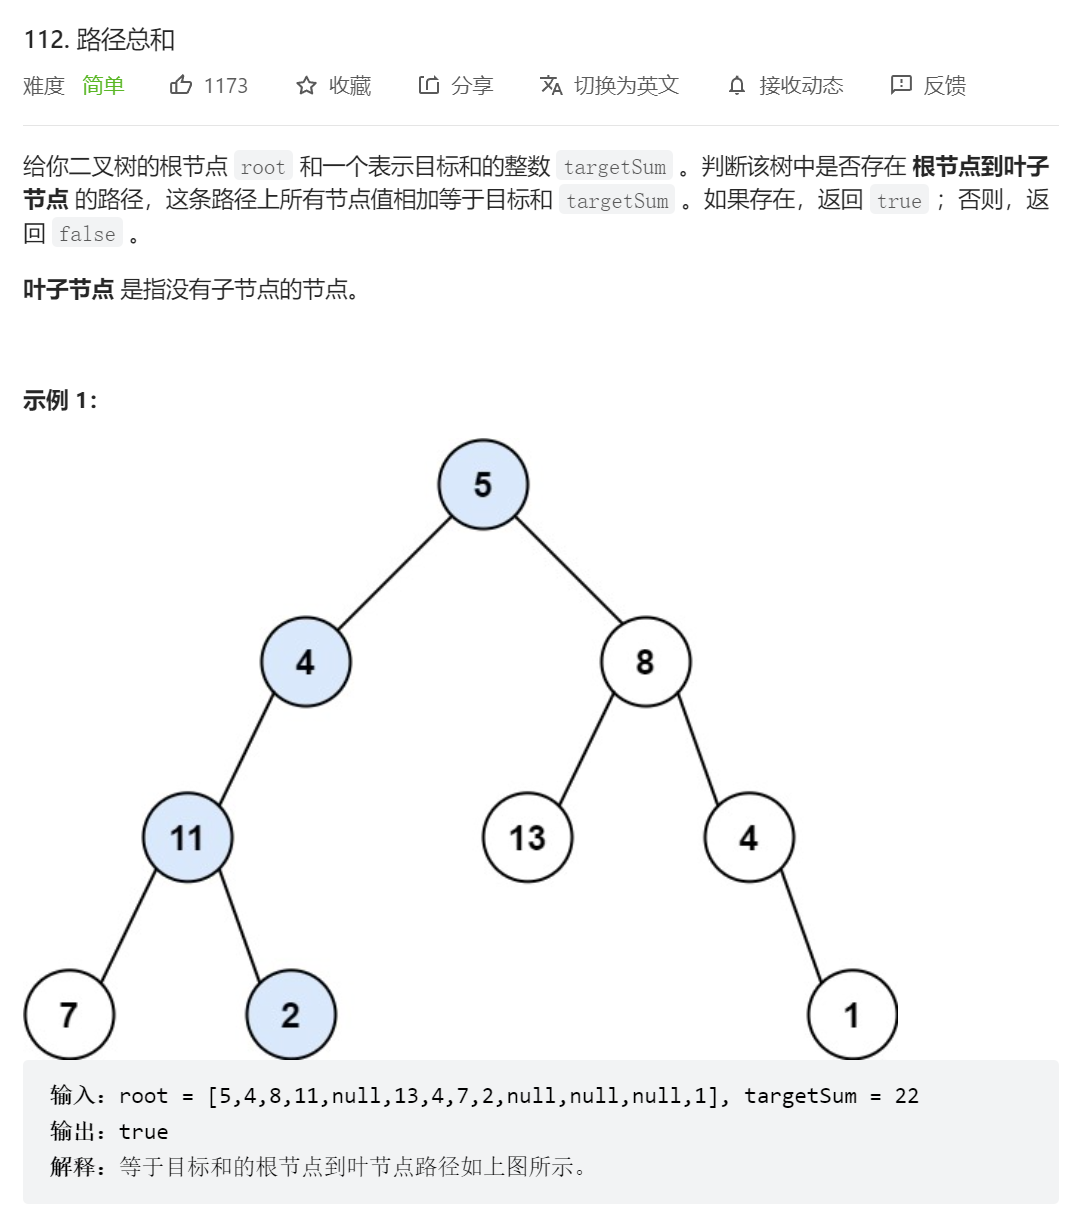 112. 路径总和
难度 简单 1173 收藏 分享 切换为英文 接收动态 反馈
给你二叉树的根节点 root 和一个表示目标和的整数 targetSum 。判断该树中是否存在 根节点到叶子
节点 的路径，这条路径上所有节点值相加等于目标和 targetSum 。如果存在，返回 true ；否则，返
回 false 。
叶子节点 是指没有子节点的节点。
示例 1：
5
4 8
11 13 4
7 2 1
输入：root = [5,4,8,11,null,13,4,7,2,null,null,null,1], targetSum = 22
输出：true
解释：等于目标和的根节点到叶节点路径如上图所示。